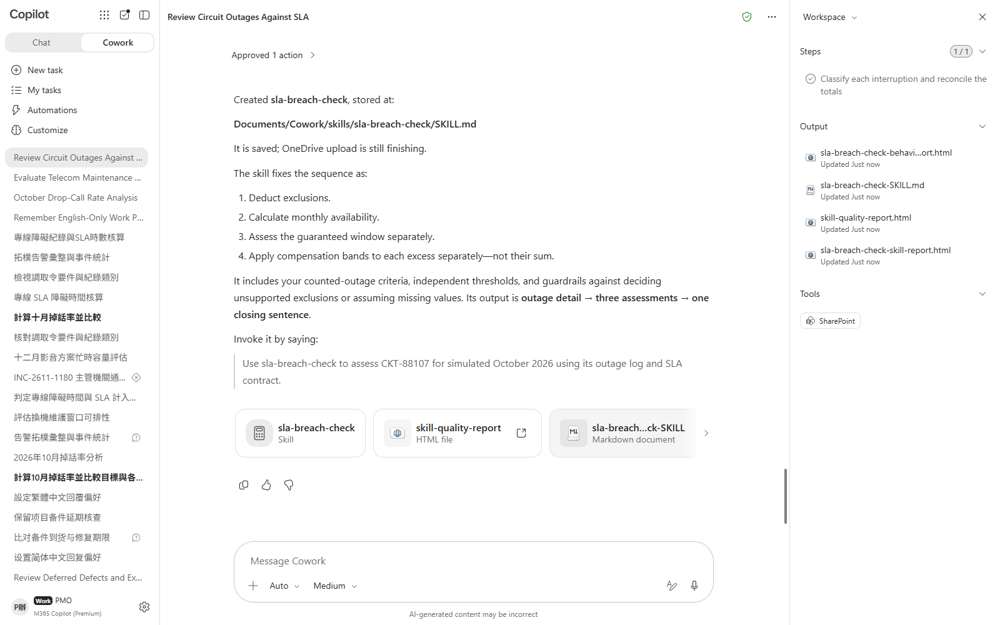 Copilot
Chat
Cowork
New task
My tasks
Automations
Customize
Review Circuit Outages Against ...
Evaluate Telecom Maintenance ...
October Drop-Call Rate Analysis
Remember English-Only Work P...
專線障礙紀錄與SLA時數核算
拓樸告警彙整與事件統計
檢視調取令要件與紀錄類別
專線 SLA 障礙時間核算
計算十月掉話率並比較
核對調取令要件與紀錄類別
十二月影音方案忙時容量評估
INC-2611-1180 主管機關通...
判定專線障礙時間與 SLA 計入...
評估換機維護窗口可排性
告警拓樸彙整與事件統計
2026年10月掉話率分析
計算10月掉話率並比較目標與各...
設定繁體中文回覆偏好
保留项目备件延期核查
比对备件到货与修复期限
设置简体中文回复偏好
Review Deferred Defects and Ex...
P辦
Work PMO
M365 Copilot (Premium)
Review Circuit Outages Against SLA
Approved 1 action
Created sla-breach-check, stored at:
Documents/Cowork/skills/sla-breach-check/SKILL.md
It is saved; OneDrive upload is still finishing.
The skill fixes the sequence as:
1. Deduct exclusions.
2. Calculate monthly availability.
3. Assess the guaranteed window separately.
4. Apply compensation bands to each excess separately—not their sum.
It includes your counted-outage criteria, independent thresholds, and guardrails against deciding
unsupported exclusions or assuming missing values. Its output is outage detail → three assessments → one
closing sentence.
Invoke it by saying:
Use sla-breach-check to assess CKT-88107 for simulated October 2026 using its outage log and SLA
contract.
sla-breach-check
Skill
skill-quality-report
HTML file
sla-breach...ck-SKILL
Markdown document
Message Cowork
Auto
Medium
AI-generated content may be incorrect
Workspace
Steps
1 / 1
Classify each interruption and reconcile the
totals
Output
sla-breach-check-behavi...ort.html
Updated Just now
sla-breach-check-SKILL.md
Updated Just now
skill-quality-report.html
Updated Just now
sla-breach-check-skill-report.html
Updated Just now
Tools
SharePoint